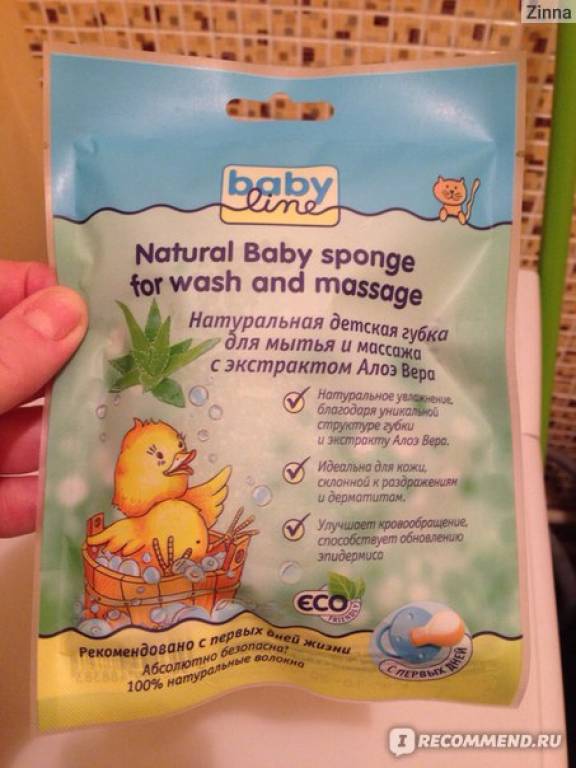 Zinna
baby
line
Natural Baby sponge
for wash and massage
Натуральная детская губка
для мытья и массажа
с экстрактом Алоэ Вера
Натуральное увлажнение,
благодаря уникальной
структуре губки
и экстракту Алоэ Вера.
Идеальна для кожи,
склонной к раздражениям
и дерматитам.
Улучшает кровообращение,
способствует обновлению
эпидермиса
ECO
FRIENDLY
Рекомендовано с первых дней жизни
Абсолютно безопасна!
100% натуральные волокна
С ПЕРВЫХ ДНЕЙ
IRECOMMEND.RU